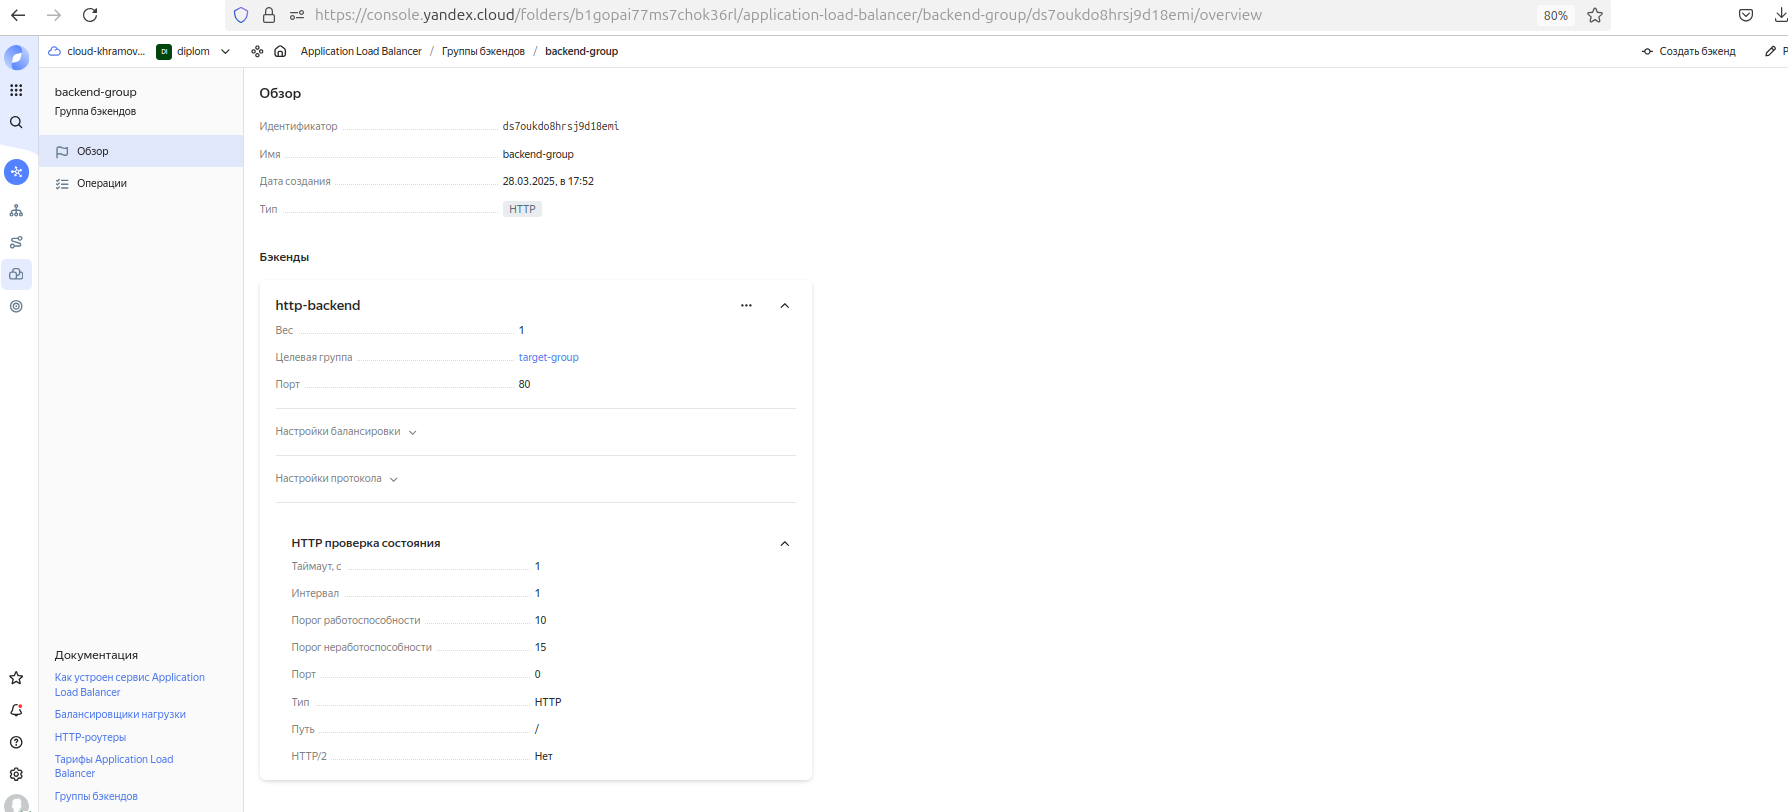 https://console.yandex.cloud/folders/b1gopai77ms7chok36rl/application-load-balancer/backend-group/ds7oukdo8hrsj9d18emi/overview
80%
cloud-khramov...
DI
diplom
Application Load Balancer / Группы бэкендов / backend-group
Создать бэкенд
backend-group
Группа бэкендов
Обзор
Операции
Документация
Как устроен сервис Application
Load Balancer
Балансировщики нагрузки
HTTP-роутеры
Тарифы Application Load
Balancer
Группы бэкендов
Обзор
Идентификатор ds7oukdo8hrsj9d18emi
Имя backend-group
Дата создания 28.03.2025, в 17:52
Тип HTTP
Бэкенды
http-backend
Вес 1
Целевая группа target-group
Порт 80
Настройки балансировки
Настройки протокола
HTTP проверка состояния
Таймаут, с 1
Интервал 1
Порог работоспособности 10
Порог неработоспособности 15
Порт 0
Тип HTTP
Путь /
HTTP/2 Нет